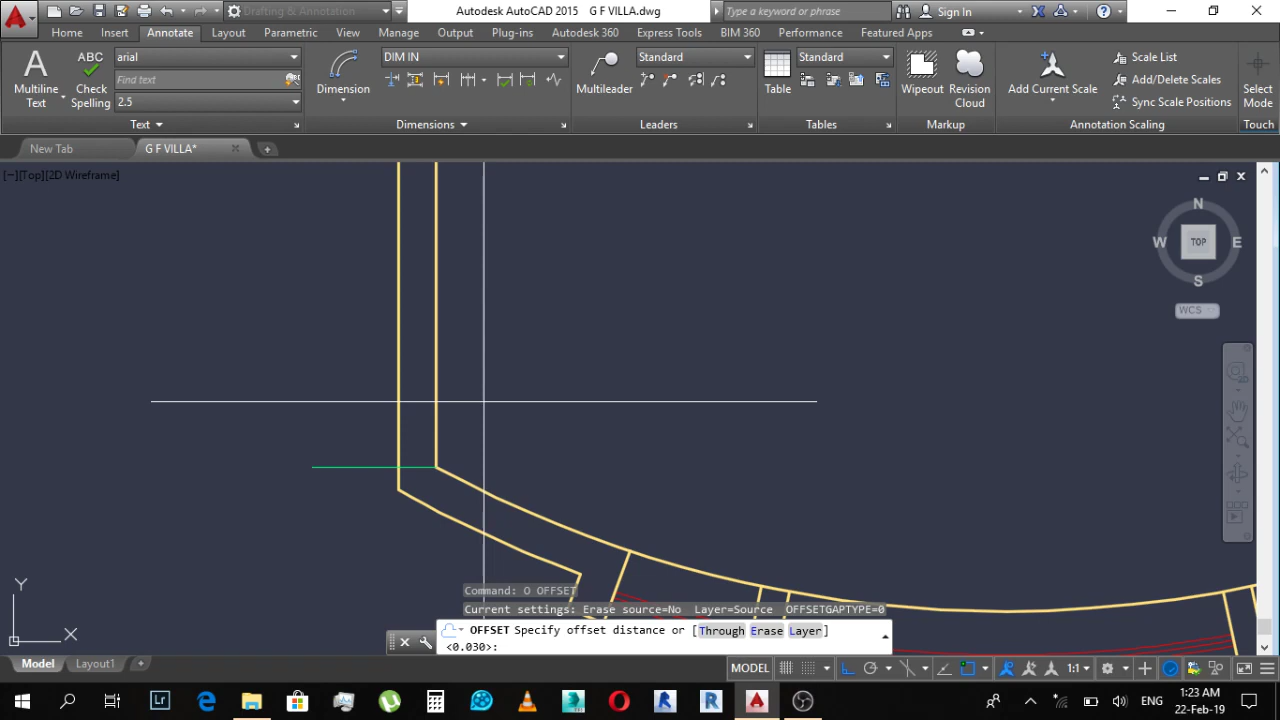 Drafting & Annotation
Autodesk AutoCAD 2015 G F VILLA.dwg
Type a keyword or phrase
Sign In
Home Insert Annotate Layout Parametric View Manage Output Plug-ins Autodesk 360 Express Tools BIM 360 Performance Featured Apps
Multiline Text
ABC Check Spelling
arial
Find text
2.5
Dimension
DIM IN
Multileader
Standard
Table
Standard
Wipeout
Revision Cloud
Add Current Scale
Scale List
Add/Delete Scales
Sync Scale Positions
Select Mode
Text Dimensions Leaders Tables Markup Annotation Scaling Touch
New Tab G F VILLA*
[−][Top][2D Wireframe]
N
W TOP E
S
WCS
Y
X
Command: O OFFSET
Current settings: Erase source=No Layer=Source OFFSETGAPTYPE=0
OFFSET Specify offset distance or [Through Erase Layer]
<0.030>:
Model Layout1
MODEL 1:1
Lr
1:23 AM
ENG
22-Feb-19